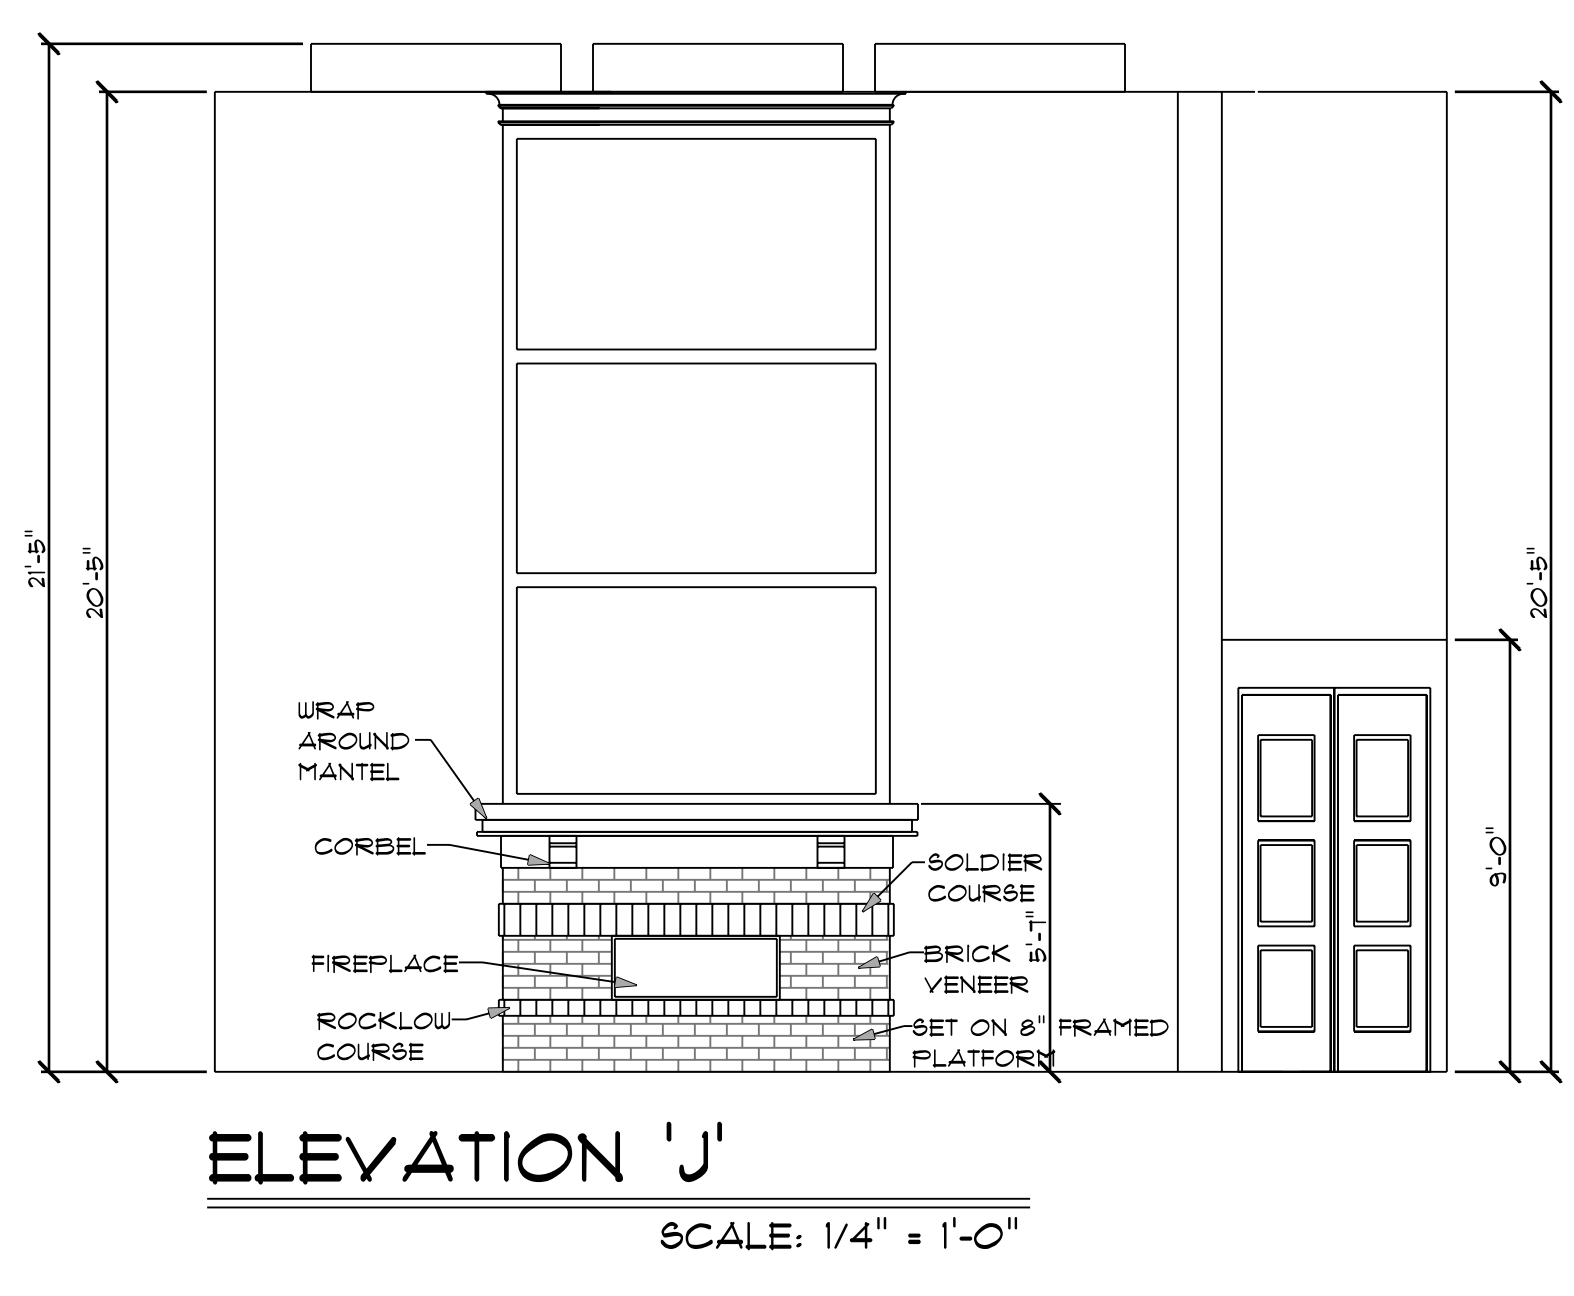 21'-5"
20'-5"
20'-5"
WRAP
AROUND
MANTEL
CORBEL
SOLDIER
COURSE
9'-0"
5'-7"
FIREPLACE
BRICK
VENEER
ROCKLOW
COURSE
SET ON 8" FRAMED
PLATFORM
ELEVATION 'J'
SCALE: 1/4" = 1'-0"